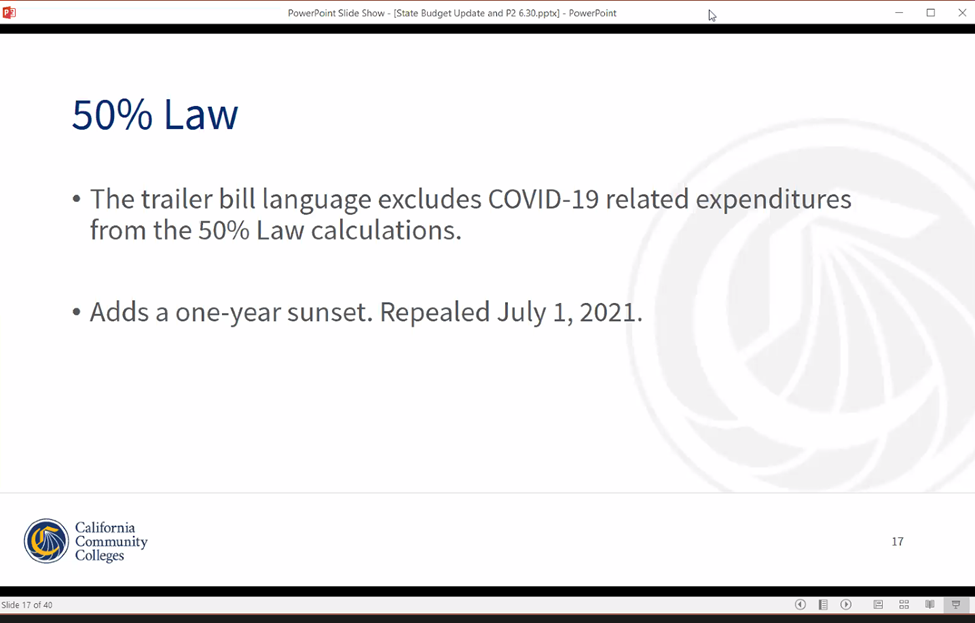 PowerPoint Slide Show - [State Budget Update and P2 6.30.pptx] - PowerPoint
50% Law
• The trailer bill language excludes COVID-19 related expenditures
from the 50% Law calculations.
• Adds a one-year sunset. Repealed July 1, 2021.
California
Community
Colleges
17
Slide 17 of 40